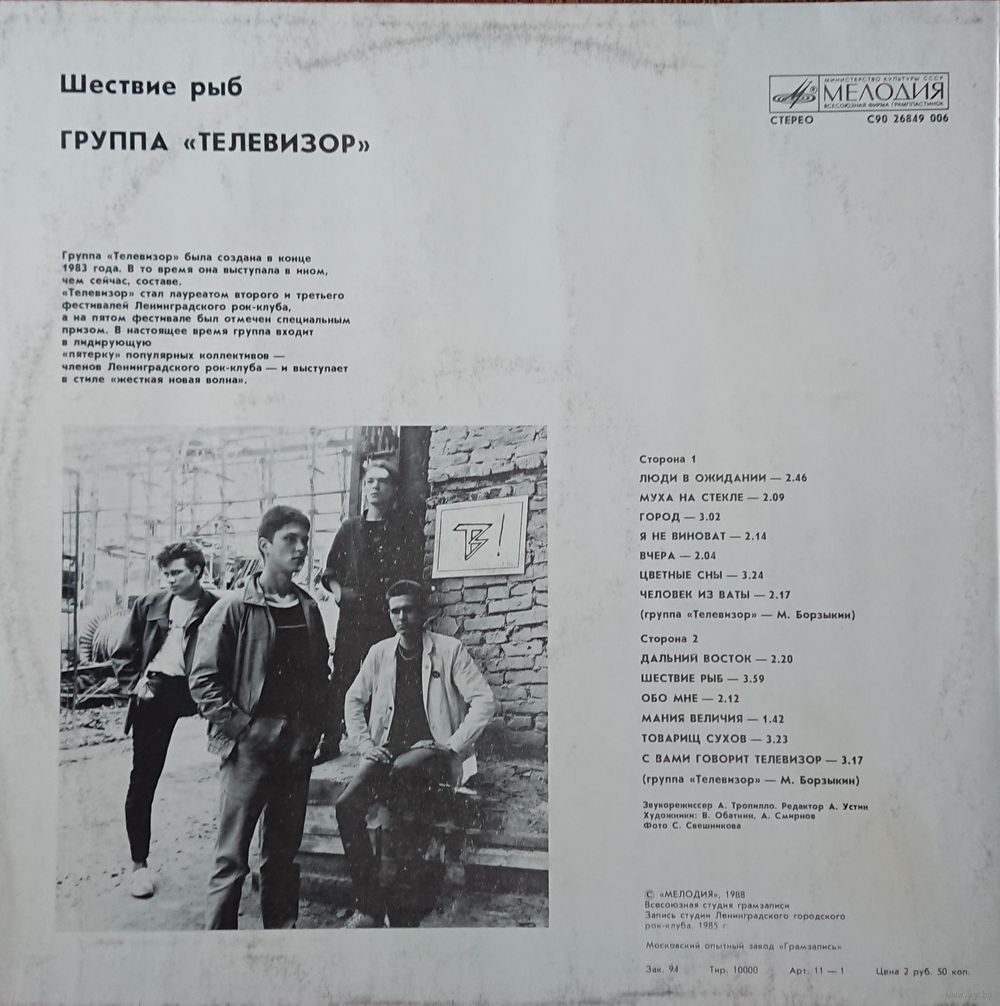 Шествие рыб
ГРУППА «ТЕЛЕВИЗОР»
МИНИСТЕРСТВО КУЛЬТУРЫ СССР
МЕЛОДИЯ
ВСЕСОЮЗНАЯ ФИРМА ГРАМПЛАСТИНОК
СТЕРЕО С90 26849 006
Группа «Телевизор» была создана в конце
1983 года. В то время она выступала в ином,
чем сейчас, составе.
«Телевизор» стал лауреатом второго и третьего
фестивалей Ленинградского рок-клуба,
а на пятом фестивале был отмечен специальным
призом. В настоящее время группа входит
в лидирующую
«пятерку» популярных коллективов —
членов Ленинградского рок-клуба — и выступает
в стиле «жесткая новая волна».
ТВ!
Сторона 1
ЛЮДИ В ОЖИДАНИИ — 2.46
МУХА НА СТЕКЛЕ — 2.09
ГОРОД — 3.02
Я НЕ ВИНОВАТ — 2.14
ВЧЕРА — 2.04
ЦВЕТНЫЕ СНЫ — 3.24
ЧЕЛОВЕК ИЗ ВАТЫ — 2.17
(группа «Телевизор» — М. Борзыкин)
Сторона 2
ДАЛЬНИЙ ВОСТОК — 2.20
ШЕСТВИЕ РЫБ — 3.59
ОБО МНЕ — 2.12
МАНИЯ ВЕЛИЧИЯ — 1.42
ТОВАРИЩ СУХОВ — 3.23
С ВАМИ ГОВОРИТ ТЕЛЕВИЗОР — 3.17
(группа «Телевизор» — М. Борзыкин)
Звукорежиссер А. Тропилло. Редактор А. Устин
Художники: В. Обатнин, А. Смирнов
Фото С. Свешникова
© «МЕЛОДИЯ», 1988
Всесоюзная студия грамзаписи
Запись студии Ленинградского городского
рок-клуба, 1985 г.
Московский опытный завод «Грамзапись»
Зак. 94 Тир. 10000 Арт. 11 — 1 Цена 2 руб. 50 коп.